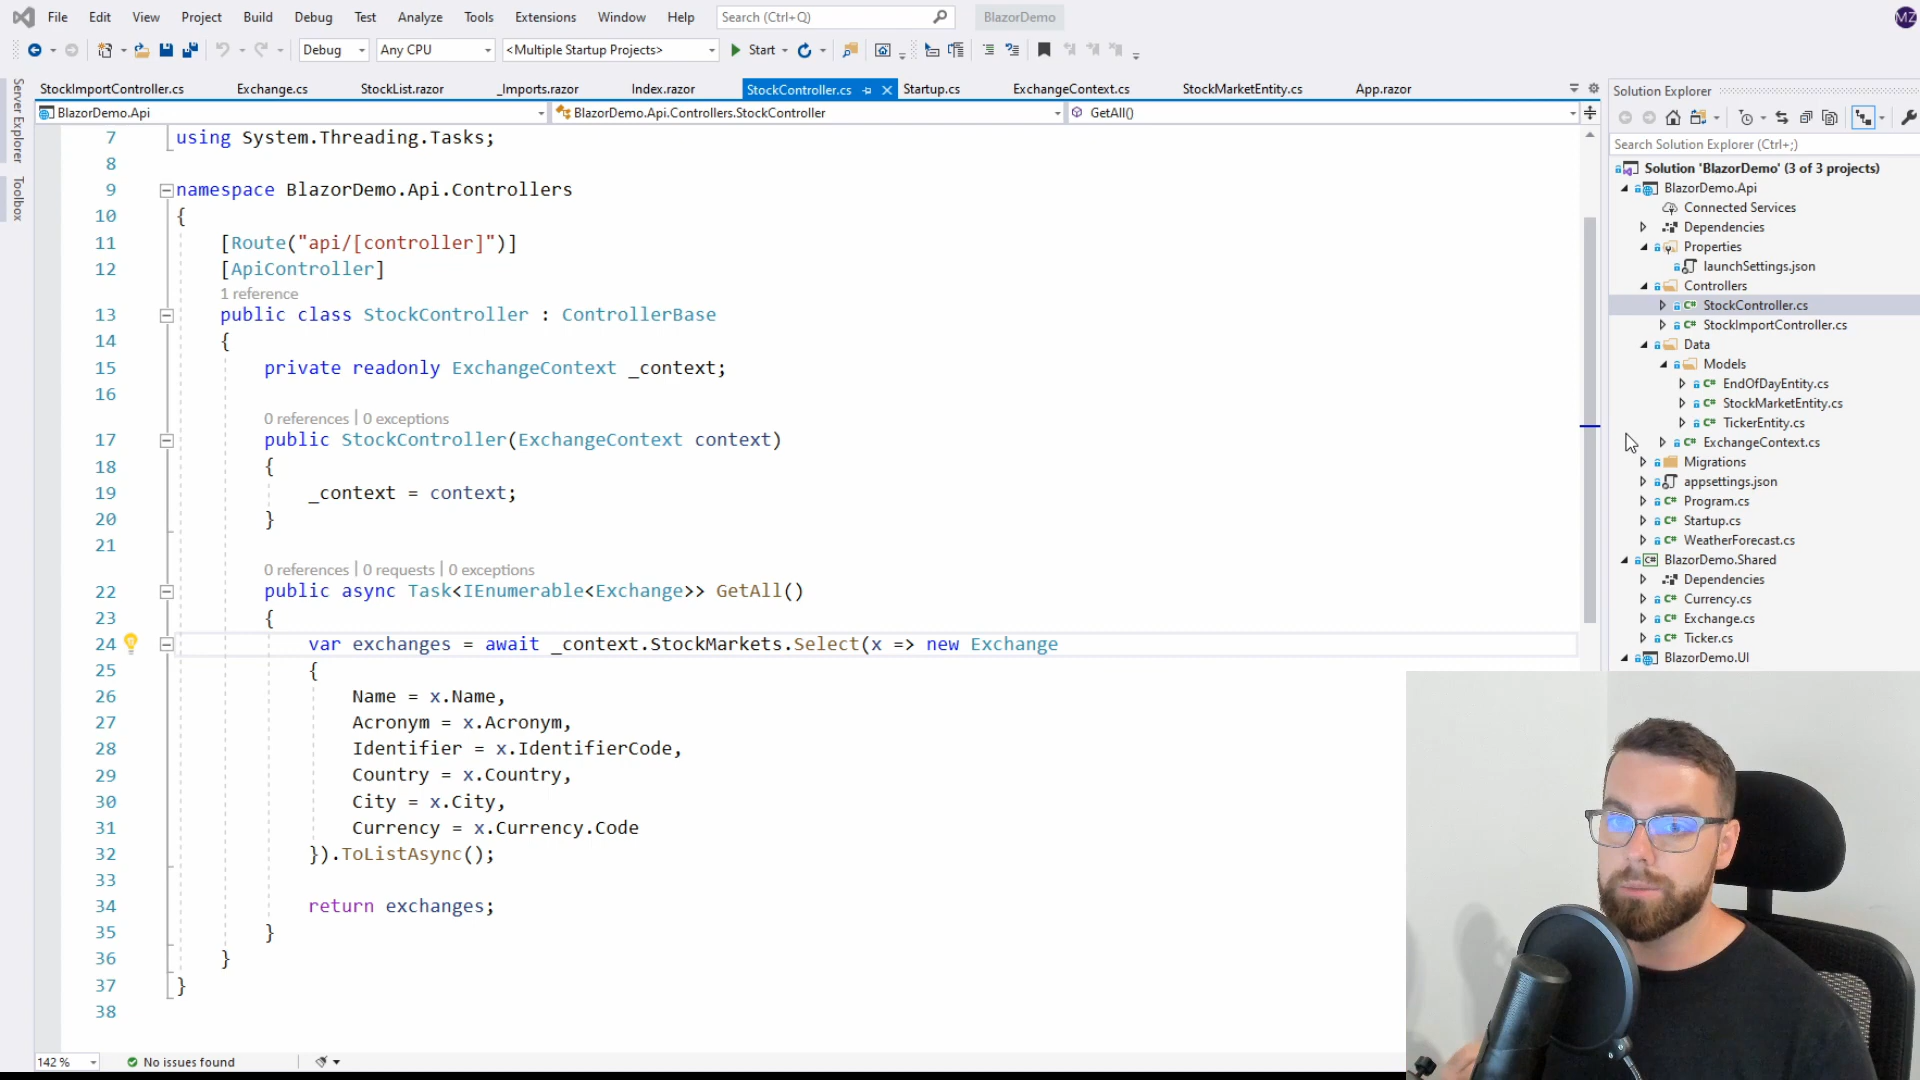 File Edit View Project Build Debug Test Analyze Tools Extensions Window Help Search (Ctrl+Q) BlazorDemo MZ
Debug Any CPU <Multiple Startup Projects> Start
StockImportController.cs Exchange.cs StockList.razor _Imports.razor Index.razor StockController.cs Startup.cs ExchangeContext.cs StockMarketEntity.cs App.razor
BlazorDemo.Api BlazorDemo.Api.Controllers.StockController GetAll()
Server Explorer
Toolbox
7 using System.Threading.Tasks;
8
9 namespace BlazorDemo.Api.Controllers
10 {
11 [Route("api/[controller]")]
12 [ApiController]
1 reference
13 public class StockController : ControllerBase
14 {
15 private readonly ExchangeContext _context;
16
0 references | 0 exceptions
17 public StockController(ExchangeContext context)
18 {
19 _context = context;
20 }
21
0 references | 0 requests | 0 exceptions
22 public async Task<IEnumerable<Exchange>> GetAll()
23 {
24 var exchanges = await _context.StockMarkets.Select(x => new Exchange
25 {
26 Name = x.Name,
27 Acronym = x.Acronym,
28 Identifier = x.IdentifierCode,
29 Country = x.Country,
30 City = x.City,
31 Currency = x.Currency.Code
32 }).ToListAsync();
33
34 return exchanges;
35 }
36 }
37 }
38
142 % No issues found
Solution Explorer
Search Solution Explorer (Ctrl+;)
Solution 'BlazorDemo' (3 of 3 projects)
BlazorDemo.Api
Connected Services
Dependencies
Properties
launchSettings.json
Controllers
C# StockController.cs
C# StockImportController.cs
Data
Models
C# EndOfDayEntity.cs
C# StockMarketEntity.cs
C# TickerEntity.cs
C# ExchangeContext.cs
Migrations
appsettings.json
C# Program.cs
C# Startup.cs
C# WeatherForecast.cs
C# BlazorDemo.Shared
Dependencies
C# Currency.cs
C# Exchange.cs
C# Ticker.cs
BlazorDemo.UI